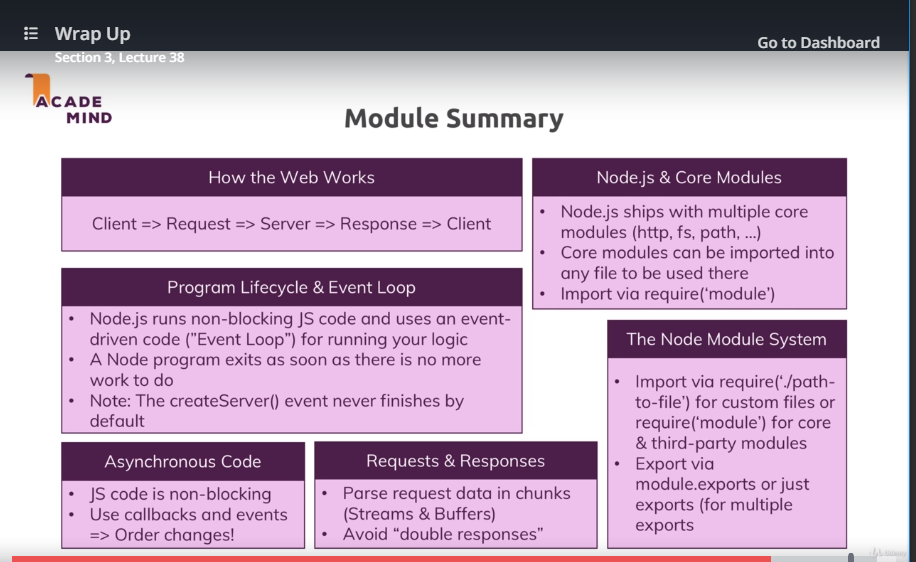 Wrap Up
Section 3, Lecture 38
Go to Dashboard
ACADE
MIND
Module Summary
How the Web Works
Client => Request => Server => Response => Client
Node.js & Core Modules
• Node.js ships with multiple core
modules (http, fs, path, ...)
• Core modules can be imported into
any file to be used there
• Import via require(‘module’)
Program Lifecycle & Event Loop
• Node.js runs non-blocking JS code and uses an event-
driven code (”Event Loop”) for running your logic
• A Node program exits as soon as there is no more
work to do
• Note: The createServer() event never finishes by
default
The Node Module System
• Import via require(‘./path-
to-file’) for custom files or
require(‘module’) for core
& third-party modules
• Export via
module.exports or just
exports (for multiple
exports
Asynchronous Code
• JS code is non-blocking
• Use callbacks and events
=> Order changes!
Requests & Responses
• Parse request data in chunks
(Streams & Buffers)
• Avoid “double responses”